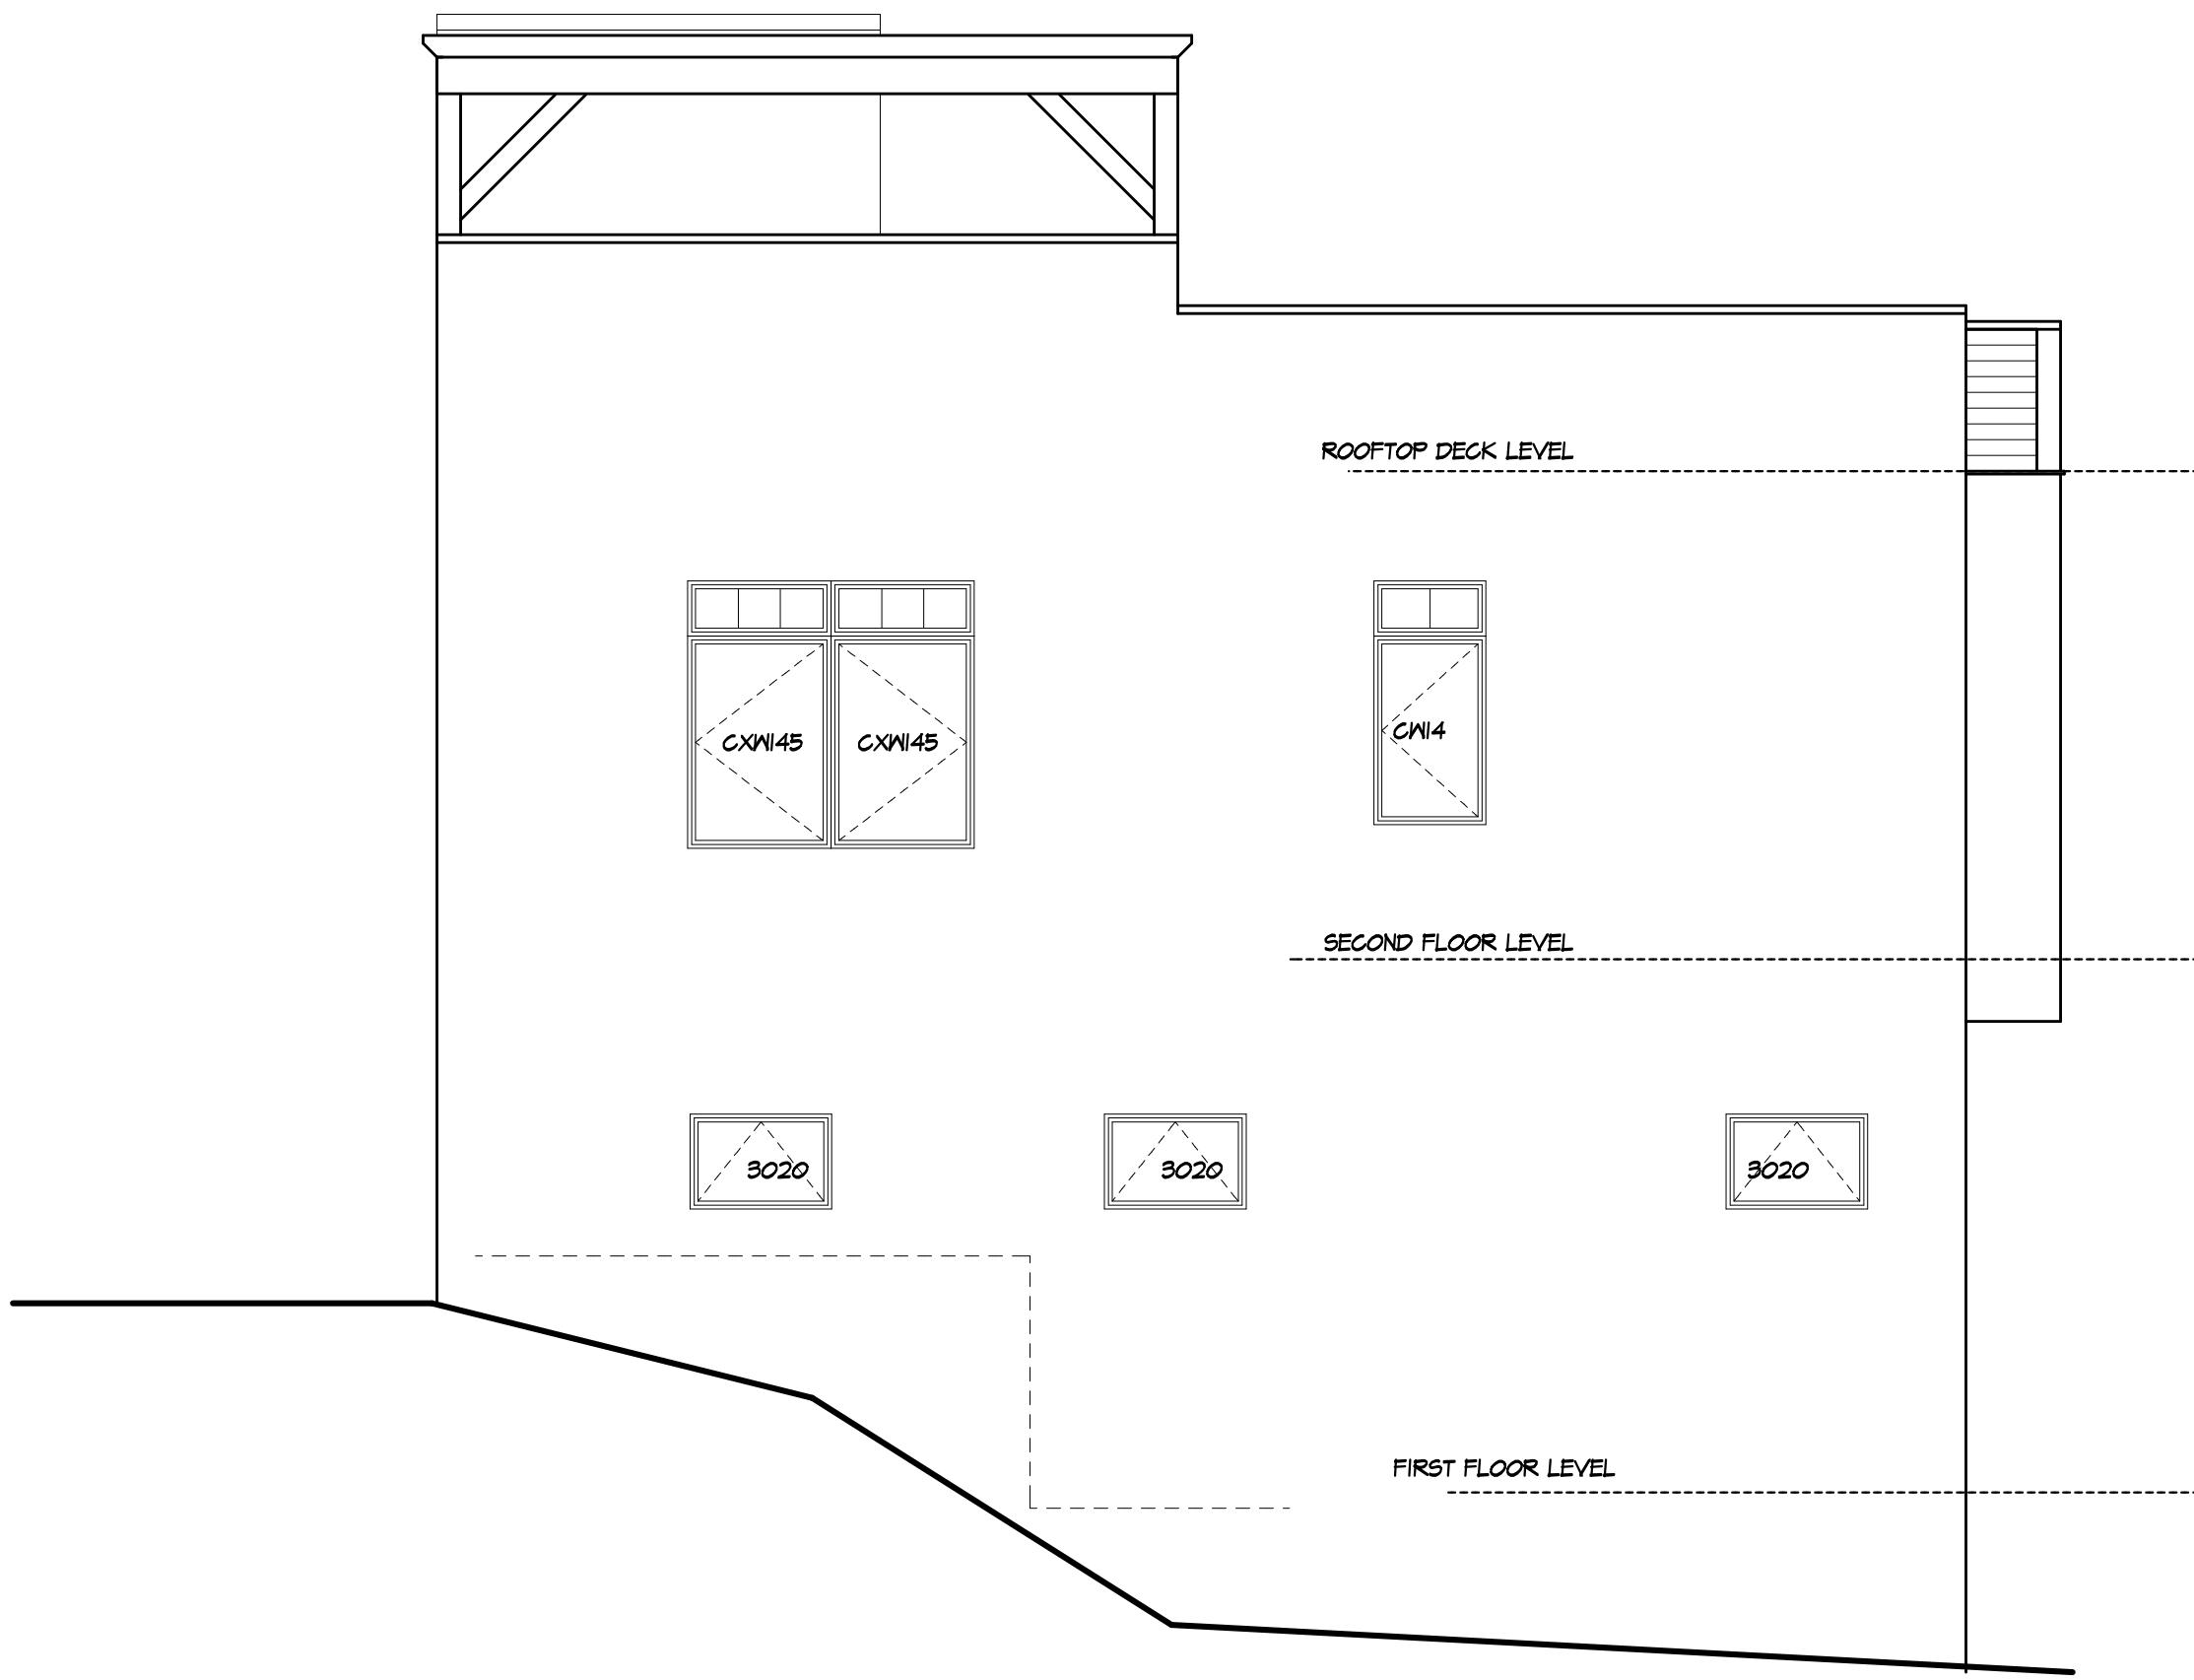 ROOFTOP DECK LEVEL
CXW145 CXW145 CW14
SECOND FLOOR LEVEL
3020 3020 3020
FIRST FLOOR LEVEL